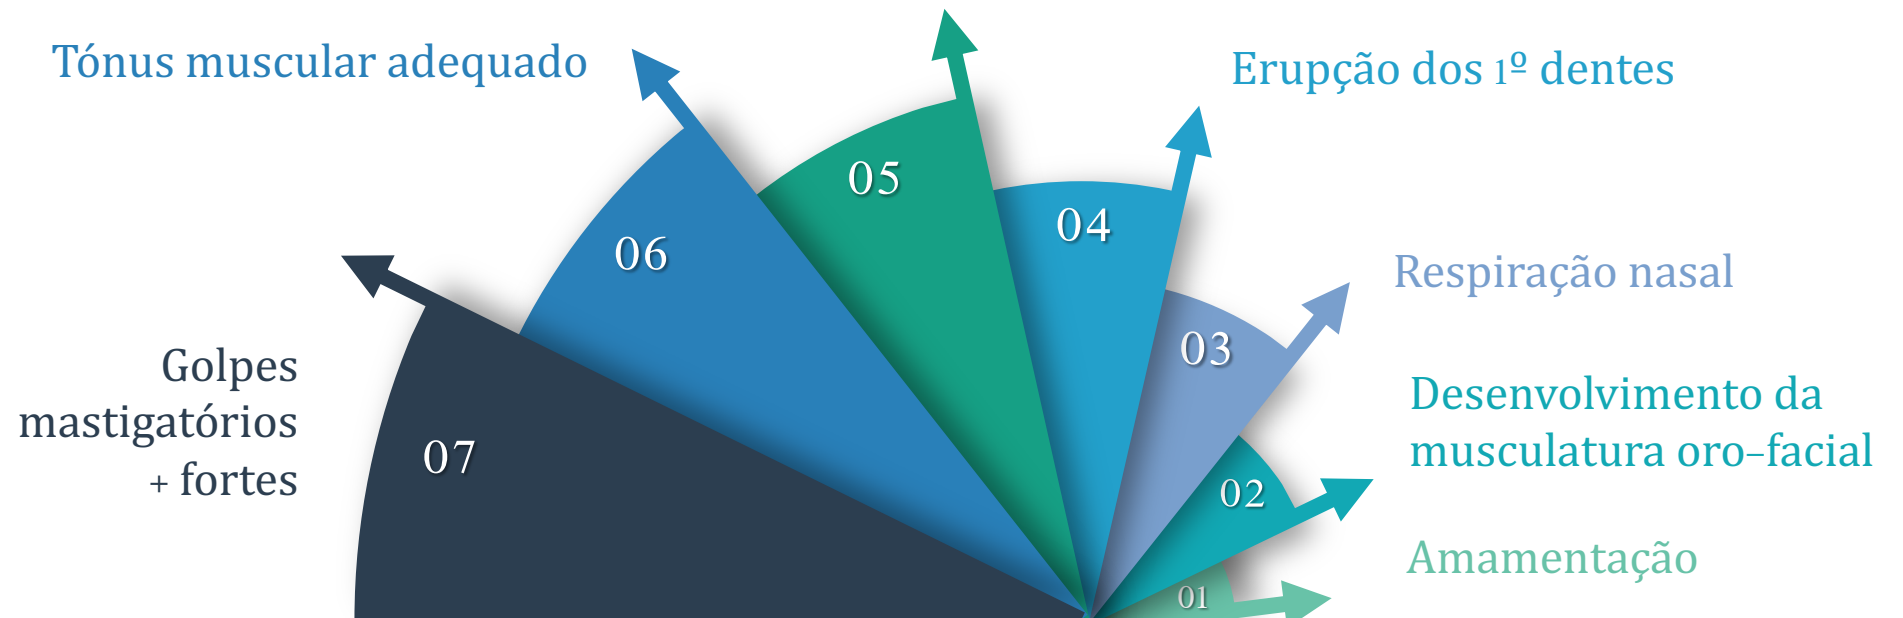 Tónus muscular adequado
Erupção dos 1º dentes
05
04
06
Respiração nasal
03
Golpes
mastigatórios
+ fortes
07
Desenvolvimento da
musculatura oro–facial
02
Amamentação
01